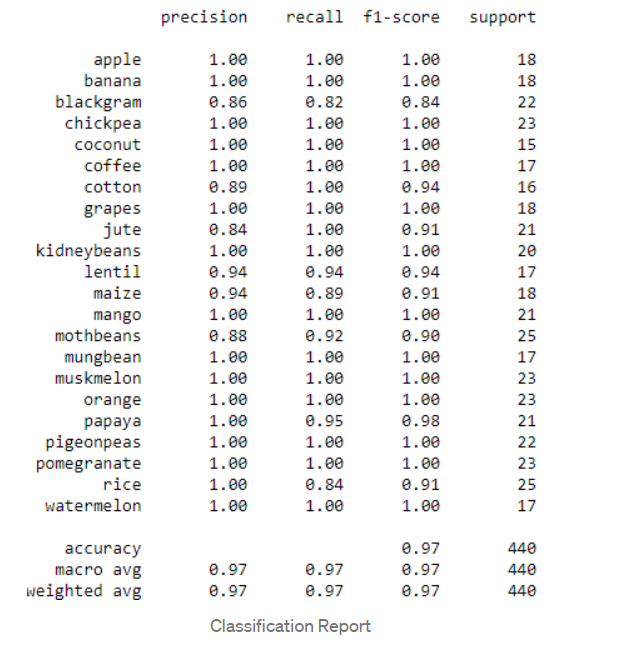 precision recall f1-score support
apple 1.00 1.00 1.00 18
banana 1.00 1.00 1.00 18
blackgram 0.86 0.82 0.84 22
chickpea 1.00 1.00 1.00 23
coconut 1.00 1.00 1.00 15
coffee 1.00 1.00 1.00 17
cotton 0.89 1.00 0.94 16
grapes 1.00 1.00 1.00 18
jute 0.84 1.00 0.91 21
kidneybeans 1.00 1.00 1.00 20
lentil 0.94 0.94 0.94 17
maize 0.94 0.89 0.91 18
mango 1.00 1.00 1.00 21
mothbeans 0.88 0.92 0.90 25
mungbean 1.00 1.00 1.00 17
muskmelon 1.00 1.00 1.00 23
orange 1.00 1.00 1.00 23
papaya 1.00 0.95 0.98 21
pigeonpeas 1.00 1.00 1.00 22
pomegranate 1.00 1.00 1.00 23
rice 1.00 0.84 0.91 25
watermelon 1.00 1.00 1.00 17
accuracy 0.97 440
macro avg 0.97 0.97 0.97 440
weighted avg 0.97 0.97 0.97 440
Classification Report